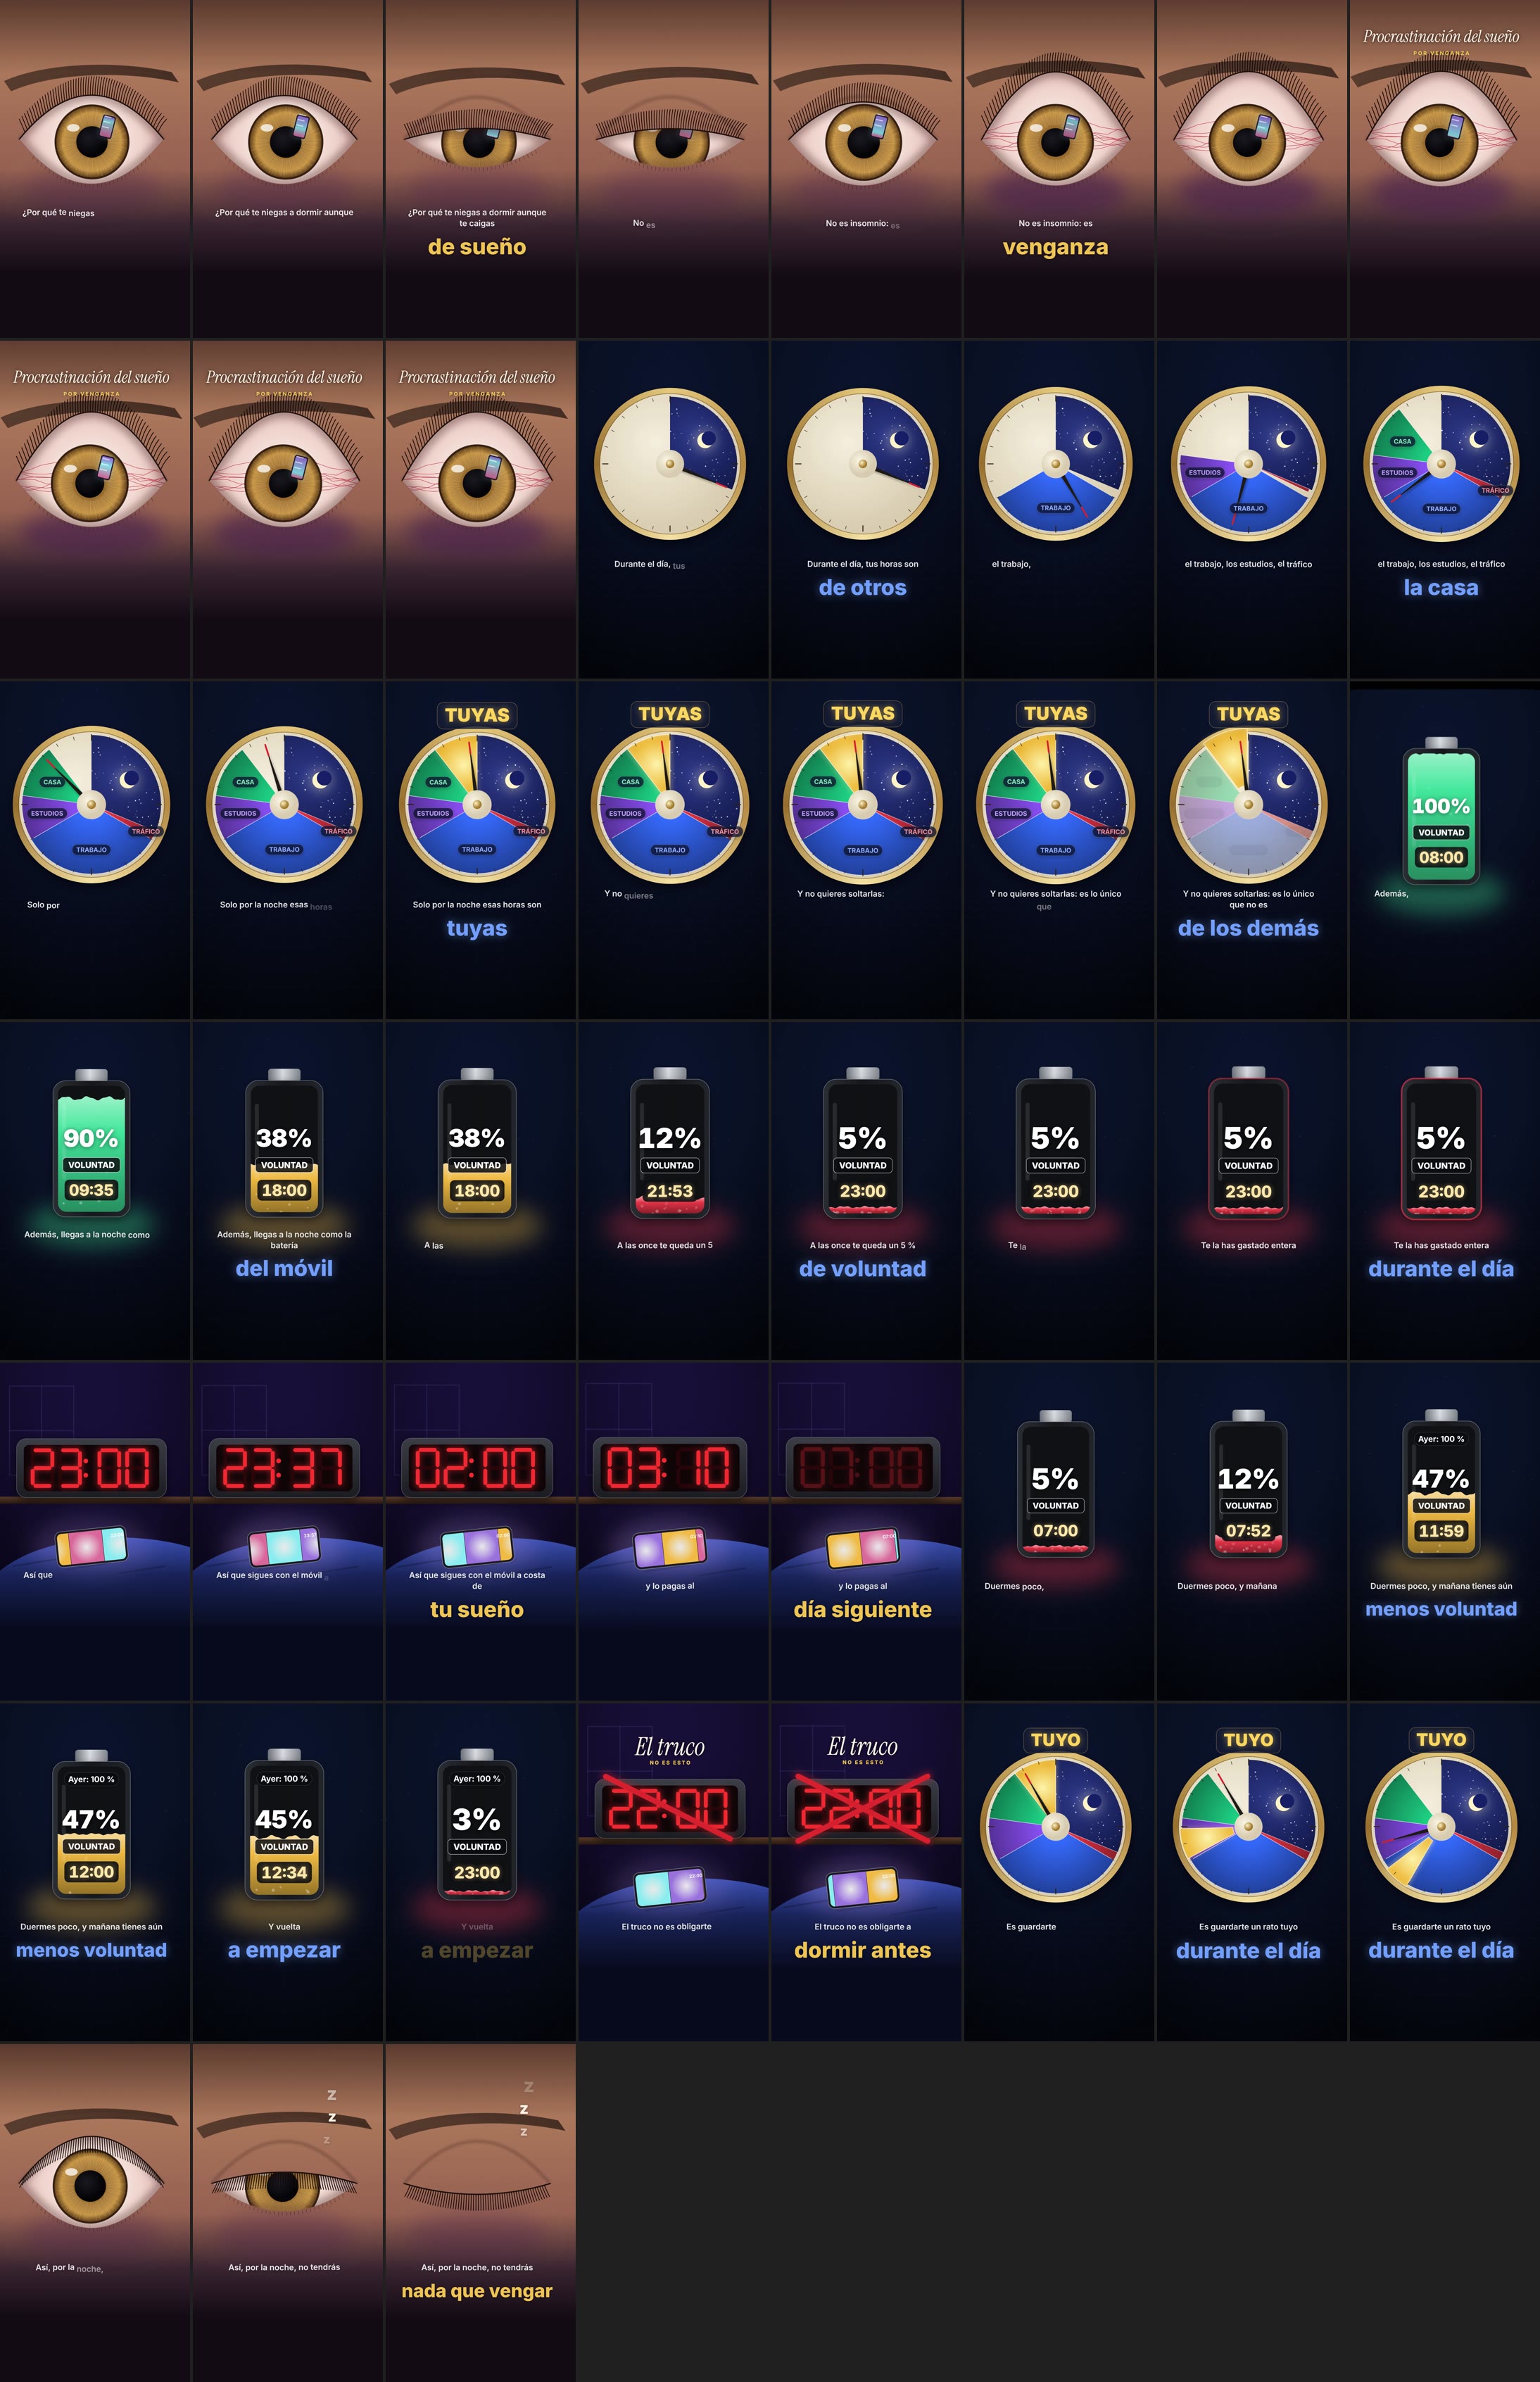 ¿Por qué te niegas
¿Por qué te niegas a dormir aunque
¿Por qué te niegas a dormir aunque
te caigas
de sueño
No es
No es insomnio: es
No es insomnio: es
venganza
Procrastinación del sueño
POR VENGANZA
Procrastinación del sueño
POR VENGANZA
Procrastinación del sueño
POR VENGANZA
Procrastinación del sueño
POR VENGANZA
Durante el día, tus
Durante el día, tus horas son
de otros
TRABAJO
el trabajo,
ESTUDIOS
TRABAJO
el trabajo, los estudios, el tráfico
CASA
ESTUDIOS
TRÁFICO
TRABAJO
el trabajo, los estudios, el tráfico
la casa
CASA
ESTUDIOS
TRÁFICO
TRABAJO
Solo por
CASA
ESTUDIOS
TRÁFICO
TRABAJO
Solo por la noche esas horas
TUYAS
CASA
ESTUDIOS
TRÁFICO
TRABAJO
Solo por la noche esas horas son
tuyas
TUYAS
CASA
ESTUDIOS
TRÁFICO
TRABAJO
Y no quieres
TUYAS
CASA
ESTUDIOS
TRÁFICO
TRABAJO
Y no quieres soltarlas:
TUYAS
CASA
ESTUDIOS
TRÁFICO
TRABAJO
Y no quieres soltarlas: es lo único
que
TUYAS
Y no quieres soltarlas: es lo único
que no es
de los demás
100%
VOLUNTAD
08:00
Además,
90%
VOLUNTAD
09:35
Además, llegas a la noche como
38%
VOLUNTAD
18:00
Además, llegas a la noche como la
batería
del móvil
38%
VOLUNTAD
18:00
A las
12%
VOLUNTAD
21:53
A las once te queda un 5
5%
VOLUNTAD
23:00
A las once te queda un 5 %
de voluntad
5%
VOLUNTAD
23:00
Te la
5%
VOLUNTAD
23:00
Te la has gastado entera
5%
VOLUNTAD
23:00
Te la has gastado entera
durante el día
23:00
Así que
23:37
Así que sigues con el móvil a
02:00
Así que sigues con el móvil a costa
de
tu sueño
03:10
y lo pagas al
07:00
y lo pagas al
día siguiente
5%
VOLUNTAD
07:00
Duermes poco,
12%
VOLUNTAD
07:52
Duermes poco, y mañana
Ayer: 100 %
47%
VOLUNTAD
11:59
Duermes poco, y mañana tienes aún
menos voluntad
Ayer: 100 %
47%
VOLUNTAD
12:00
Duermes poco, y mañana tienes aún
menos voluntad
Ayer: 100 %
45%
VOLUNTAD
12:34
Y vuelta
a empezar
Ayer: 100 %
3%
VOLUNTAD
23:00
Y vuelta
a empezar
El truco
NO ES ESTO
22:00
El truco no es obligarte
El truco
NO ES ESTO
22:00
El truco no es obligarte a
dormir antes
TUYO
Es guardarte
TUYO
Es guardarte un rato tuyo
durante el día
TUYO
Es guardarte un rato tuyo
durante el día
Así, por la noche,
z
z
z
Así, por la noche, no tendrás
z
z
z
Así, por la noche, no tendrás
nada que vengar